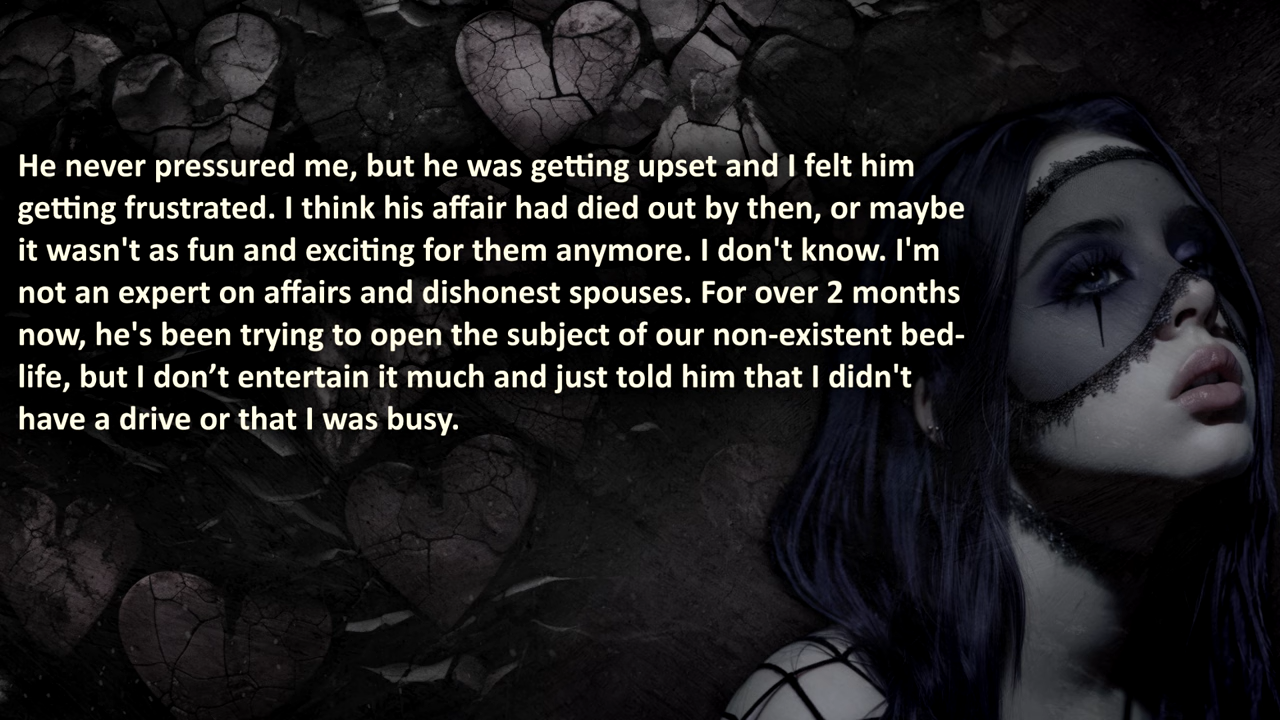 He never pressured me, but he was getting upset and I felt him
getting frustrated. I think his affair had died out by then, or maybe
it wasn't as fun and exciting for them anymore. I don't know. I'm
not an expert on affairs and dishonest spouses. For over 2 months
now, he's been trying to open the subject of our non-existent bed-
life, but I don’t entertain it much and just told him that I didn't
have a drive or that I was busy.